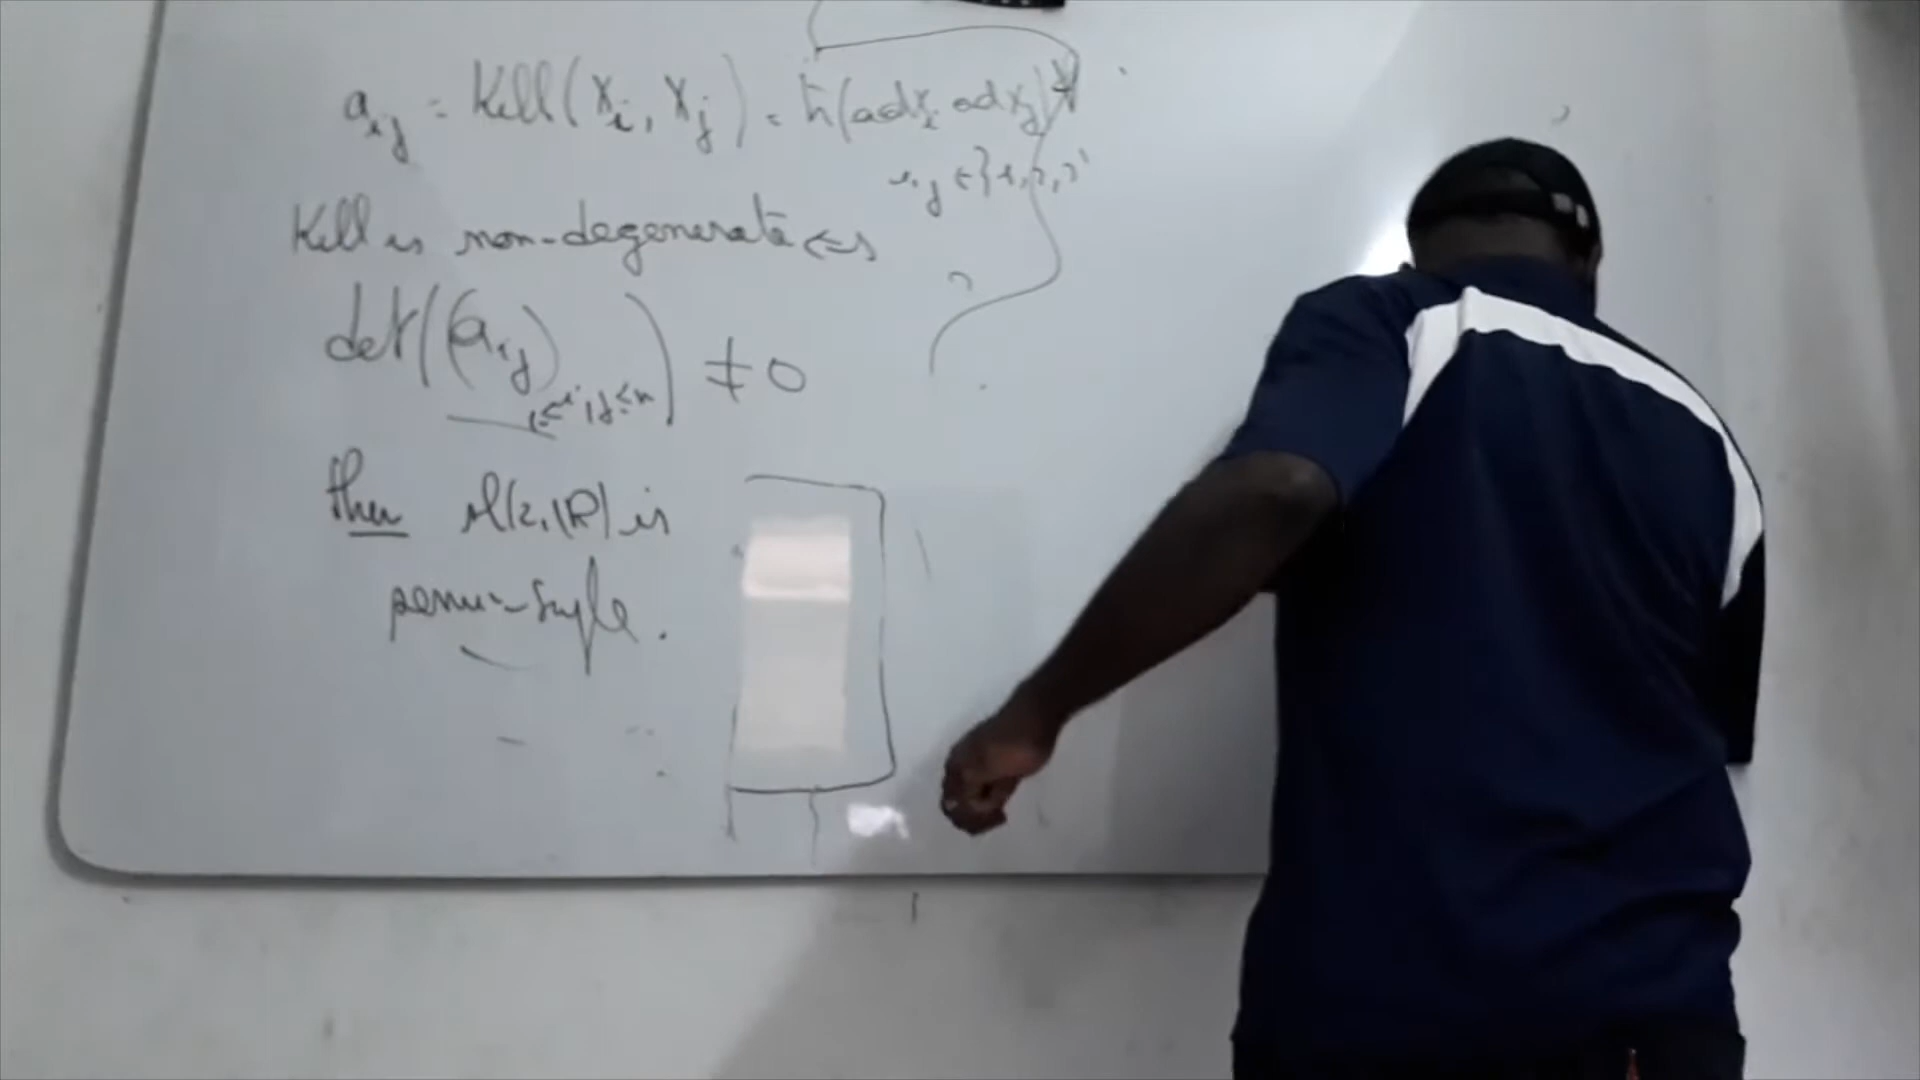 a_ij = Kill(X_i, X_j) = tr(ad X_i ad X_j)
i, j ∈ {1, 2, 3
Kill is non-degenerate <=>
det((a_ij)_1≤i,j≤n) ≠ 0
then sl(2,ℝ) is
semi-simple.